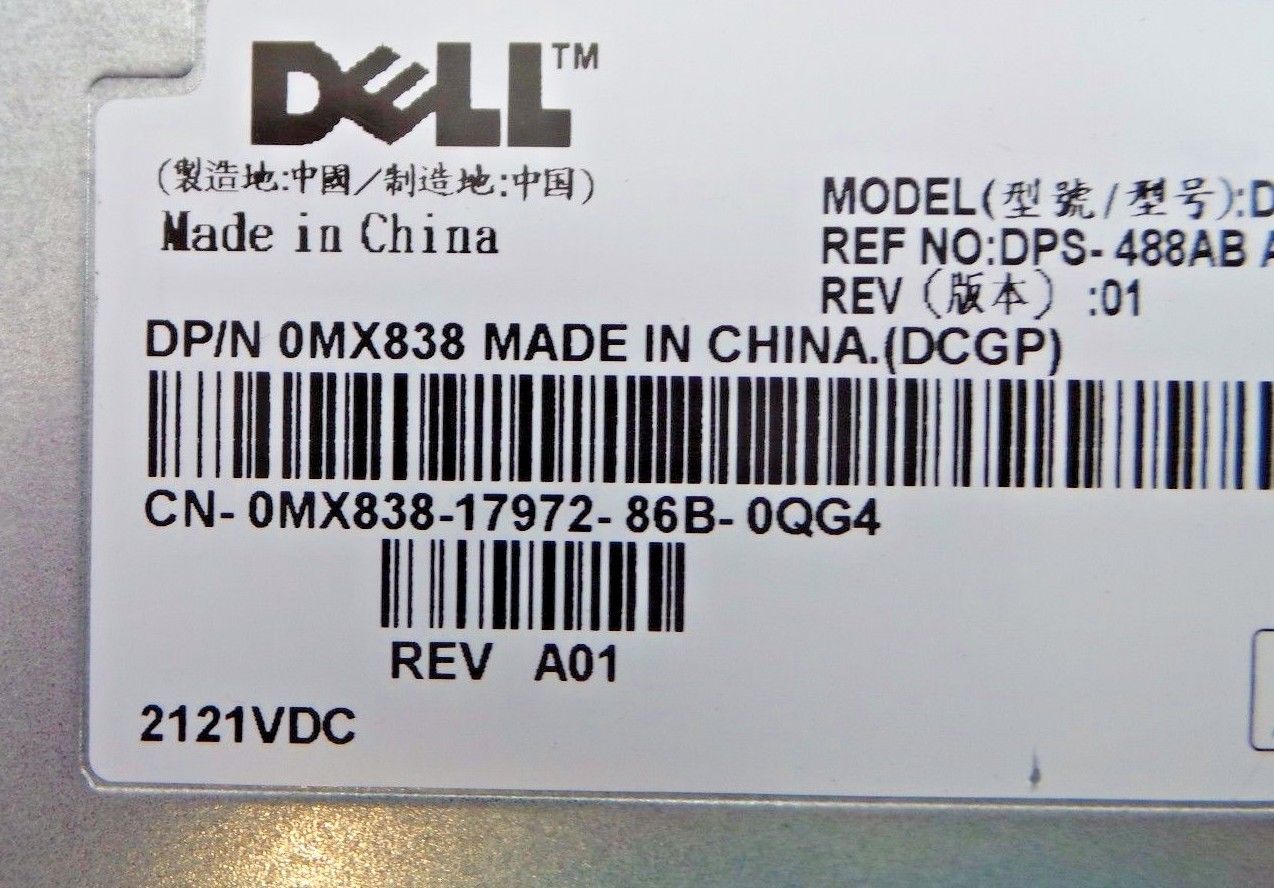 DELL™
(製造地:中國/制造地:中国)
Made in China
MODEL(型號/型号):D
REF NO:DPS- 488AB A
REV (版本) :01
DP/N 0MX838 MADE IN CHINA.(DCGP)
CN- 0MX838-17972- 86B- 0QG4
REV A01
2121VDC